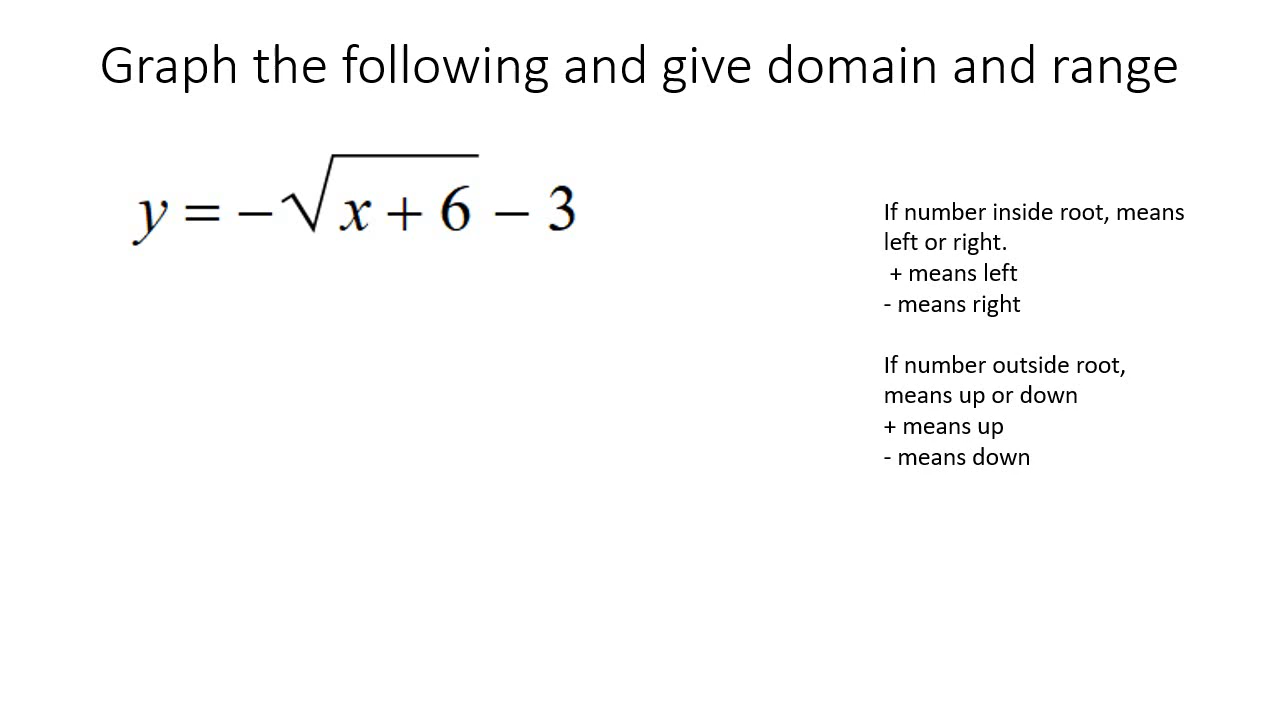 Graph the following and give domain and range
y = −√x + 6 − 3
If number inside root, means
left or right.
+ means left
- means right
If number outside root,
means up or down
+ means up
- means down